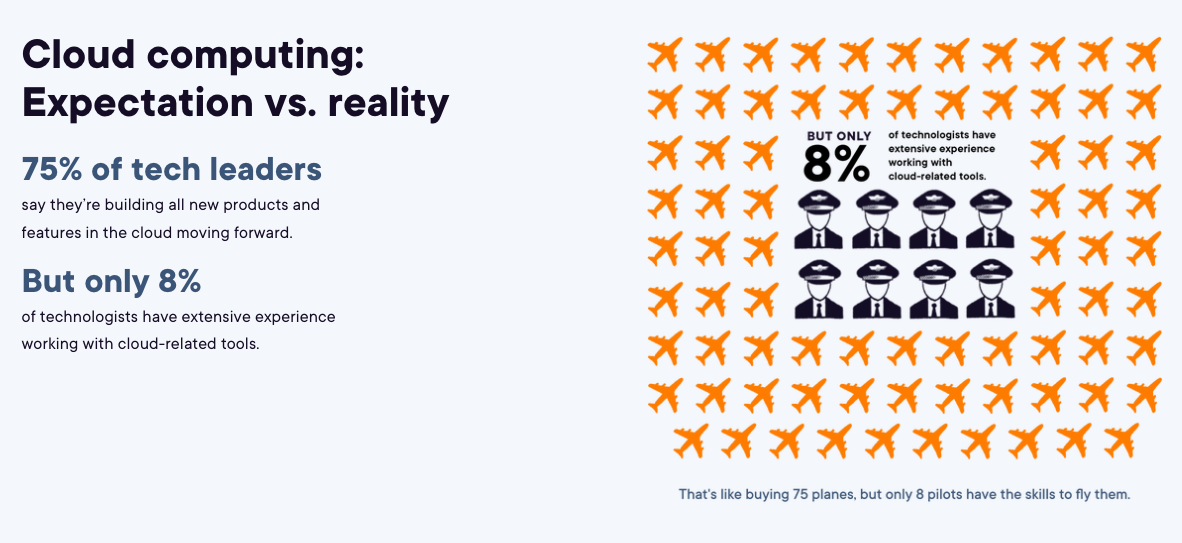 Cloud computing:
Expectation vs. reality
75% of tech leaders
say they're building all new products and
features in the cloud moving forward.
But only 8%
of technologists have extensive experience
working with cloud-related tools.
BUT ONLY
8%
of technologists have
extensive experience
working with
cloud-related tools.
That's like buying 75 planes, but only 8 pilots have the skills to fly them.